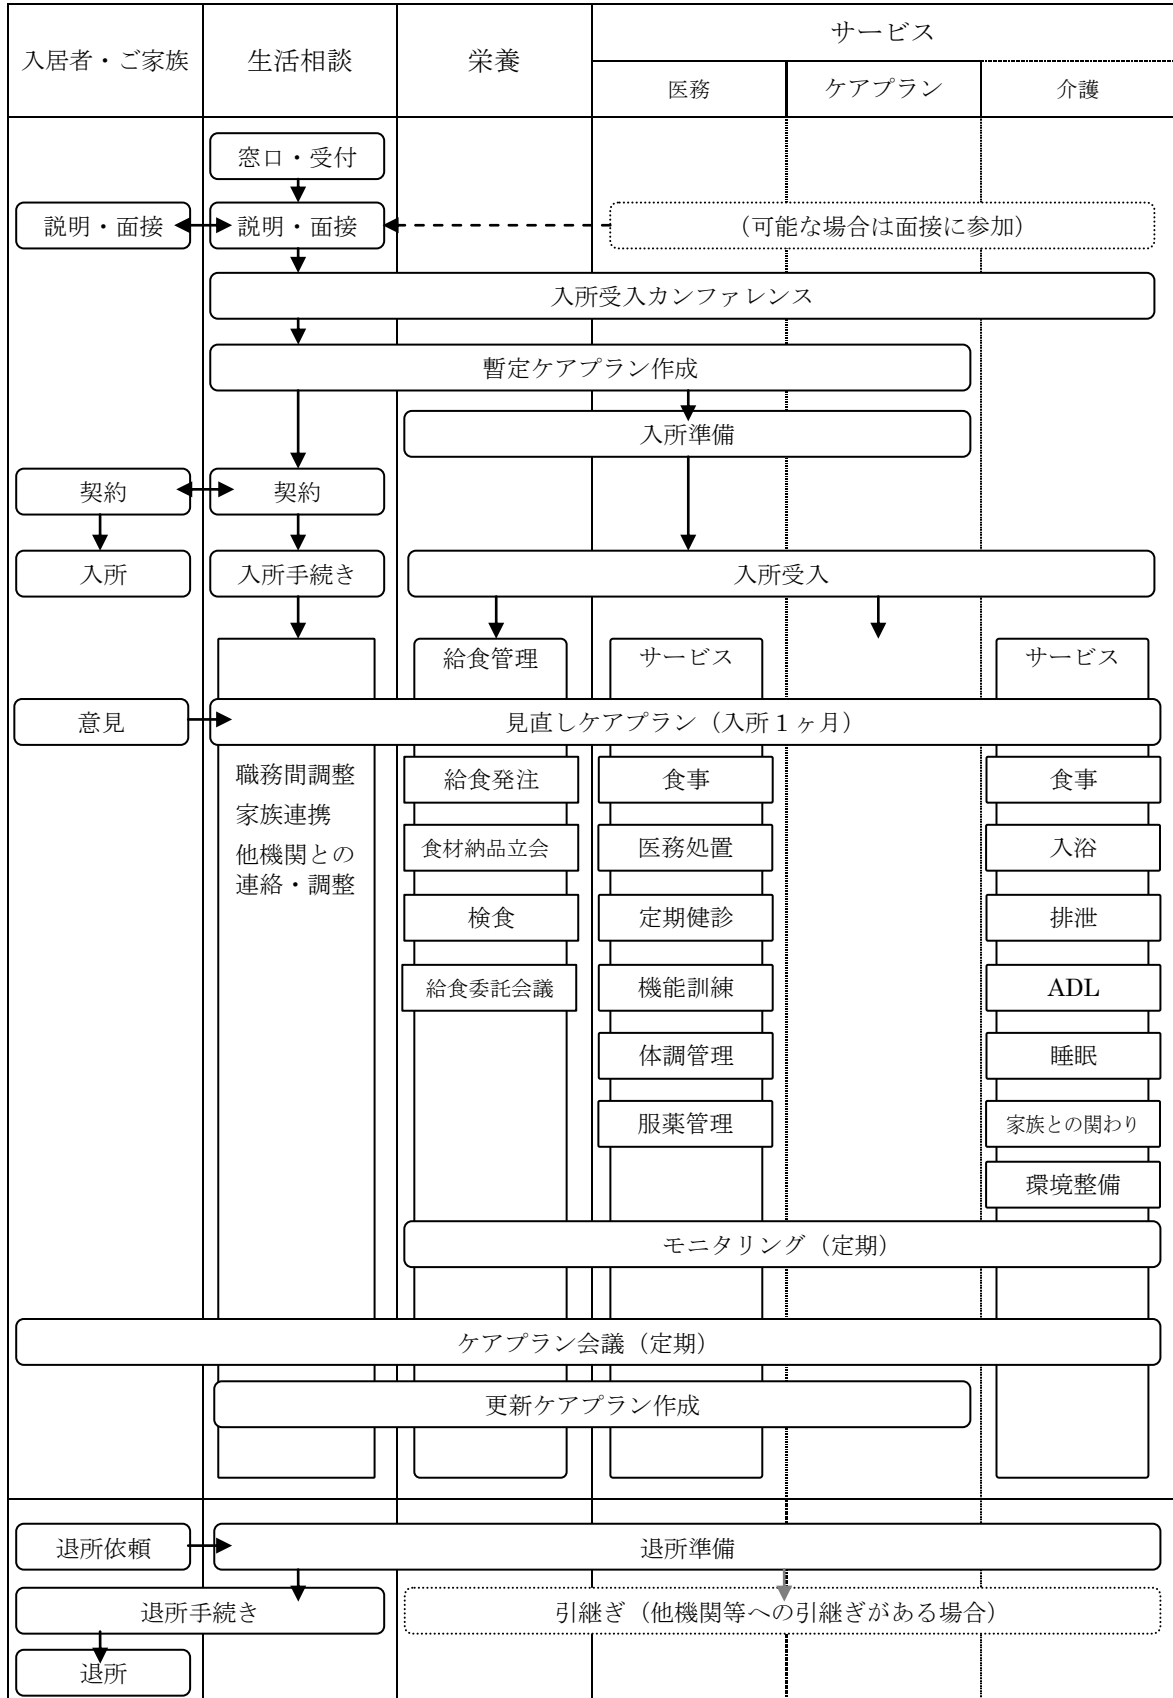 入居者・ご家族
生活相談
栄養
サービス
医務
ケアプラン
介護
窓口・受付
説明・面接
説明・面接
（可能な場合は面接に参加）
入所受入カンファレンス
暫定ケアプラン作成
入所準備
契約
契約
入所
入所手続き
入所受入
給食管理
サービス
サービス
意見
見直しケアプラン（入所１ヶ月）
職務間調整
家族連携
他機関との
連絡・調整
給食発注
食事
食事
食材納品立会
医務処置
入浴
検食
定期健診
排泄
給食委託会議
機能訓練
ADL
体調管理
睡眠
服薬管理
家族との関わり
環境整備
モニタリング（定期）
ケアプラン会議（定期）
更新ケアプラン作成
退所依頼
退所準備
退所手続き
引継ぎ（他機関等への引継ぎがある場合）
退所